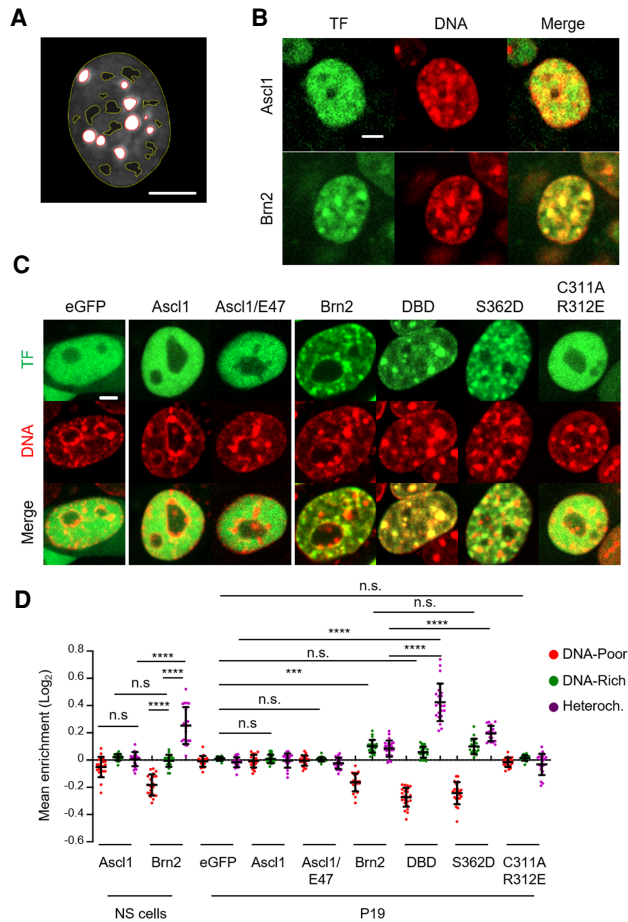 A
B
TF DNA Merge
Ascl1
Brn2
C
eGFP Ascl1 Ascl1/E47 Brn2 DBD S362D C311A
R312E
TF
DNA
Merge
D
n.s.
n.s.
**** ****
n.s. ****
****
**** ***
n.s
n.s ****
n.s.
n.s.
DNA-Poor
DNA-Rich
Heteroch.
Mean enrichment (Log2)
0.8
0.6
0.4
0.2
0
-0.2
-0.4
-0.6
Ascl1 Brn2 eGFP Ascl1 Ascl1/
E47 Brn2 DBD S362D C311A
R312E
NS cells P19